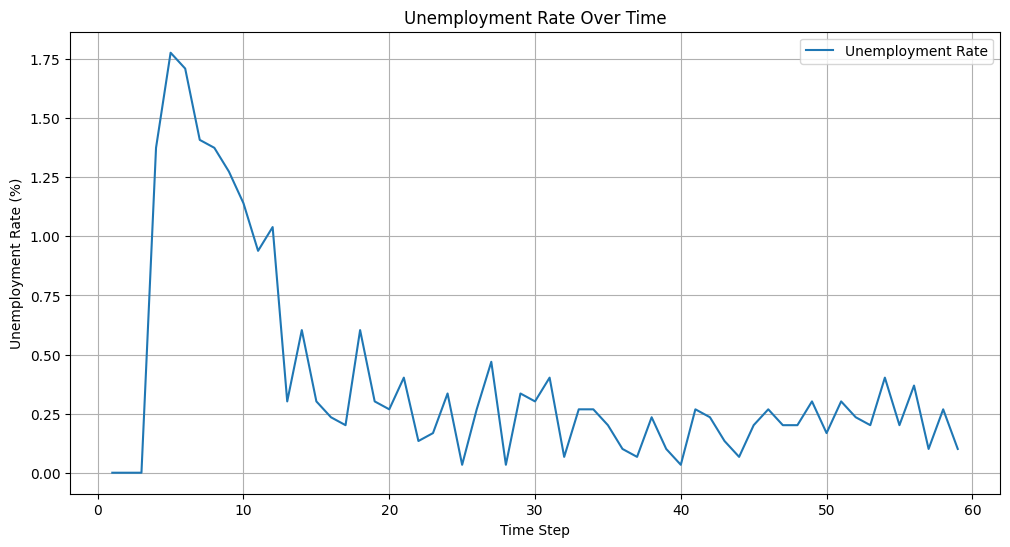 Unemployment Rate Over Time
Unemployment Rate
Unemployment Rate (%)
1.75
1.50
1.25
1.00
0.75
0.50
0.25
0.00
0 10 20 30 40 50 60
Time Step